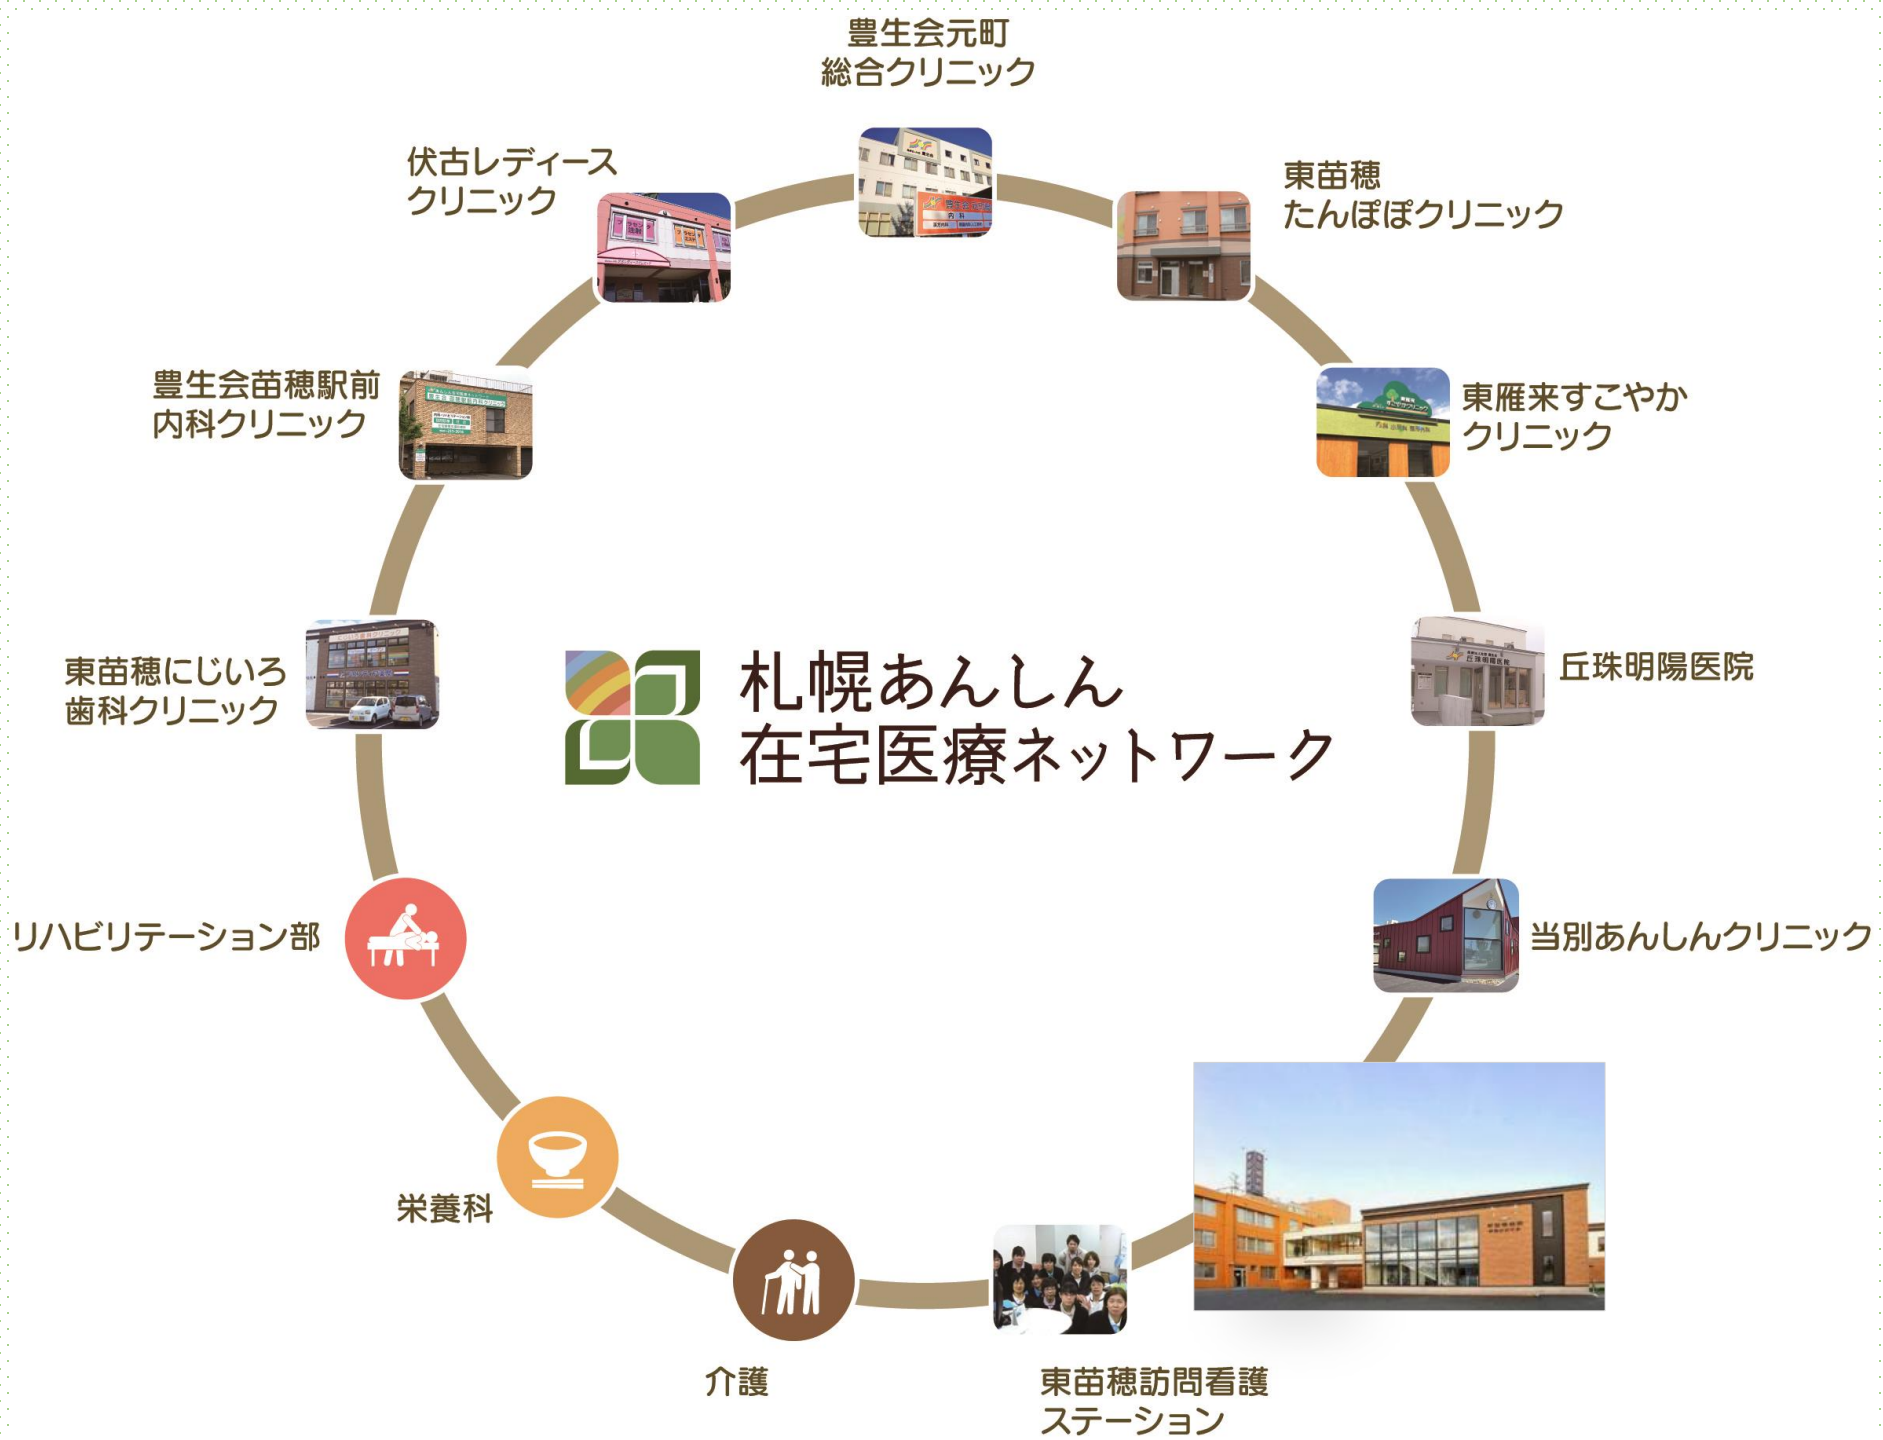 豊生会元町
総合クリニック
伏古レディース
クリニック
東苗穂
たんぽぽクリニック
豊生会苗穂駅前
内科クリニック
東雁来すこやか
クリニック
東苗穂にじいろ
歯科クリニック
札幌あんしん
在宅医療ネットワーク
丘珠明陽医院
丘珠明陽医院
リハビリテーション部
当別あんしんクリニック
栄養科
介護
東苗穂訪問看護
ステーション